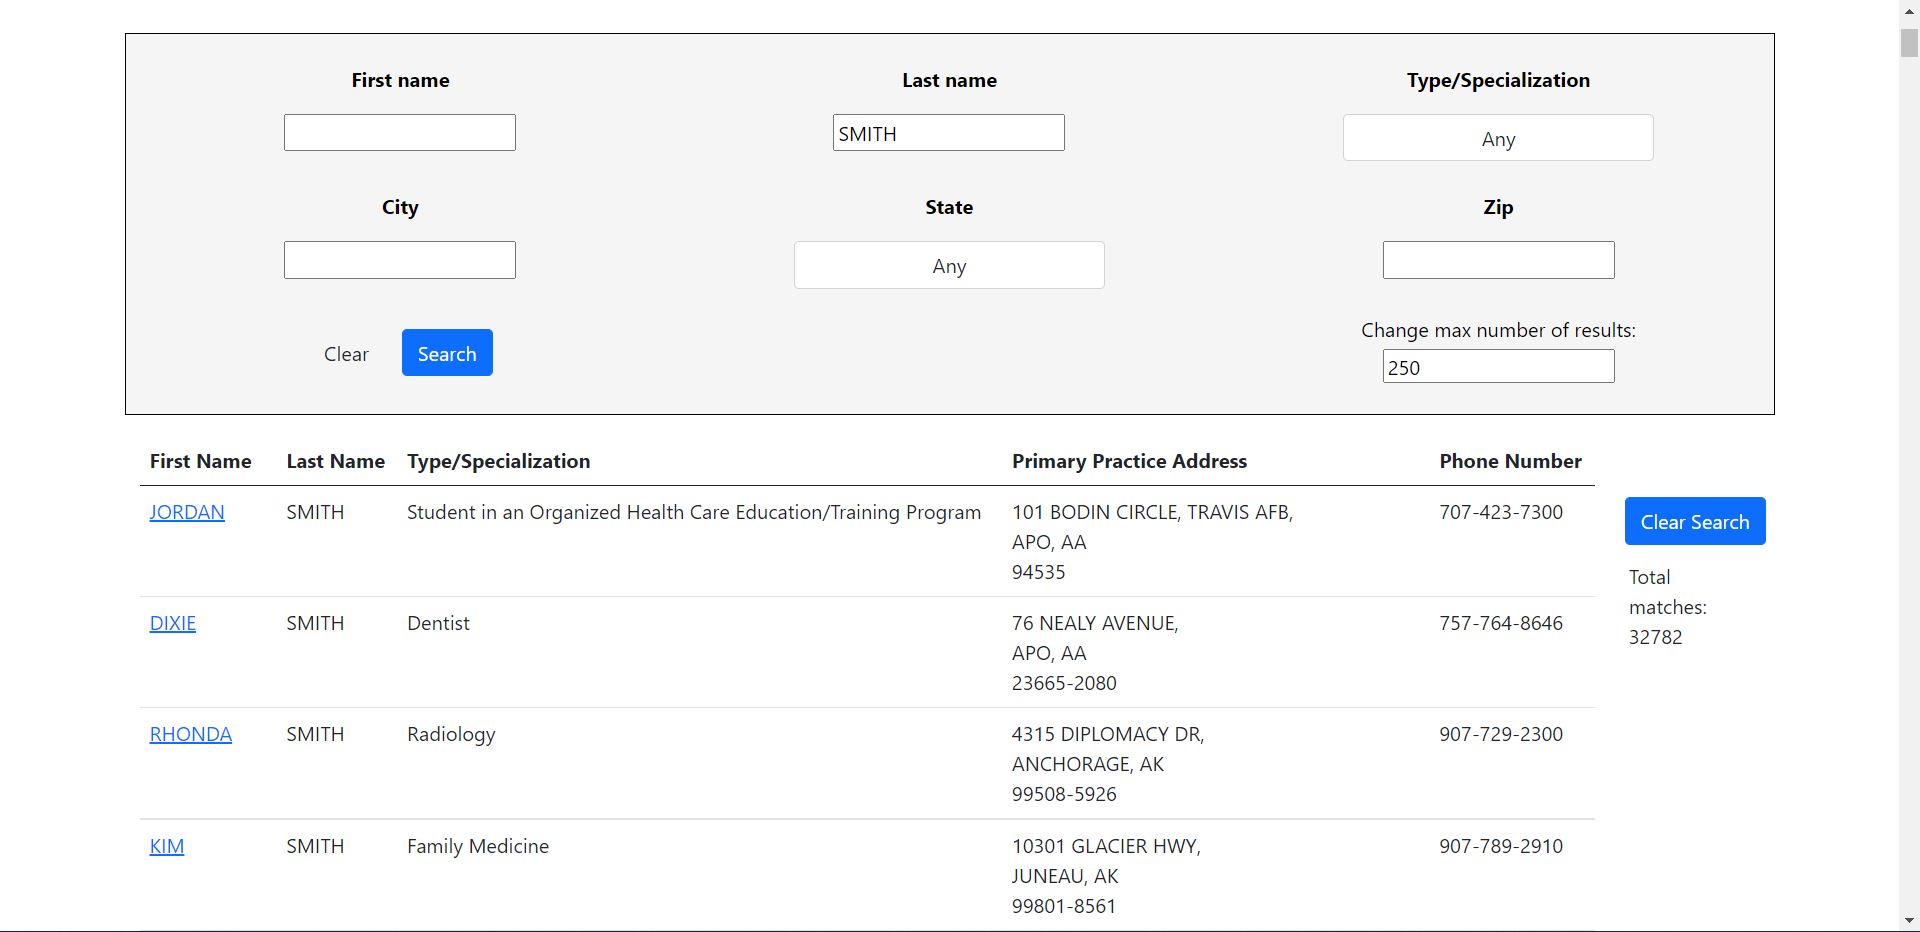 First name Last name Type/Specialization
SMITH Any
City State Zip
Any
Change max number of results:
Clear Search 250
First Name Last Name Type/Specialization Primary Practice Address Phone Number
JORDAN SMITH Student in an Organized Health Care Education/Training Program 101 BODIN CIRCLE, TRAVIS AFB, 707-423-7300
APO, AA
94535
Clear Search
Total
matches:
32782
DIXIE SMITH Dentist 76 NEALY AVENUE, 757-764-8646
APO, AA
23665-2080
RHONDA SMITH Radiology 4315 DIPLOMACY DR, 907-729-2300
ANCHORAGE, AK
99508-5926
KIM SMITH Family Medicine 10301 GLACIER HWY, 907-789-2910
JUNEAU, AK
99801-8561